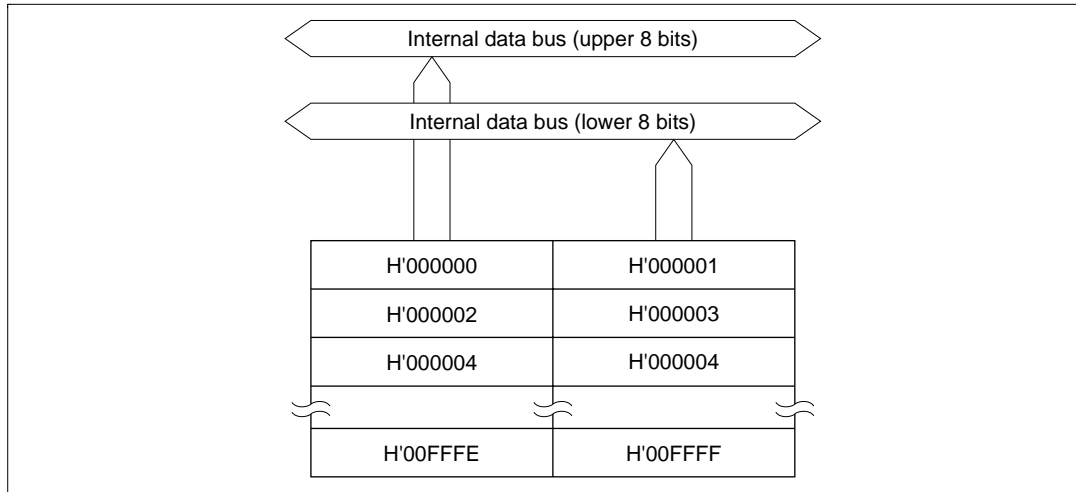 Internal data bus (upper 8 bits)
Internal data bus (lower 8 bits)
H'000000 H'000001
H'000002 H'000003
H'000004 H'000004
H'00FFFE H'00FFFF